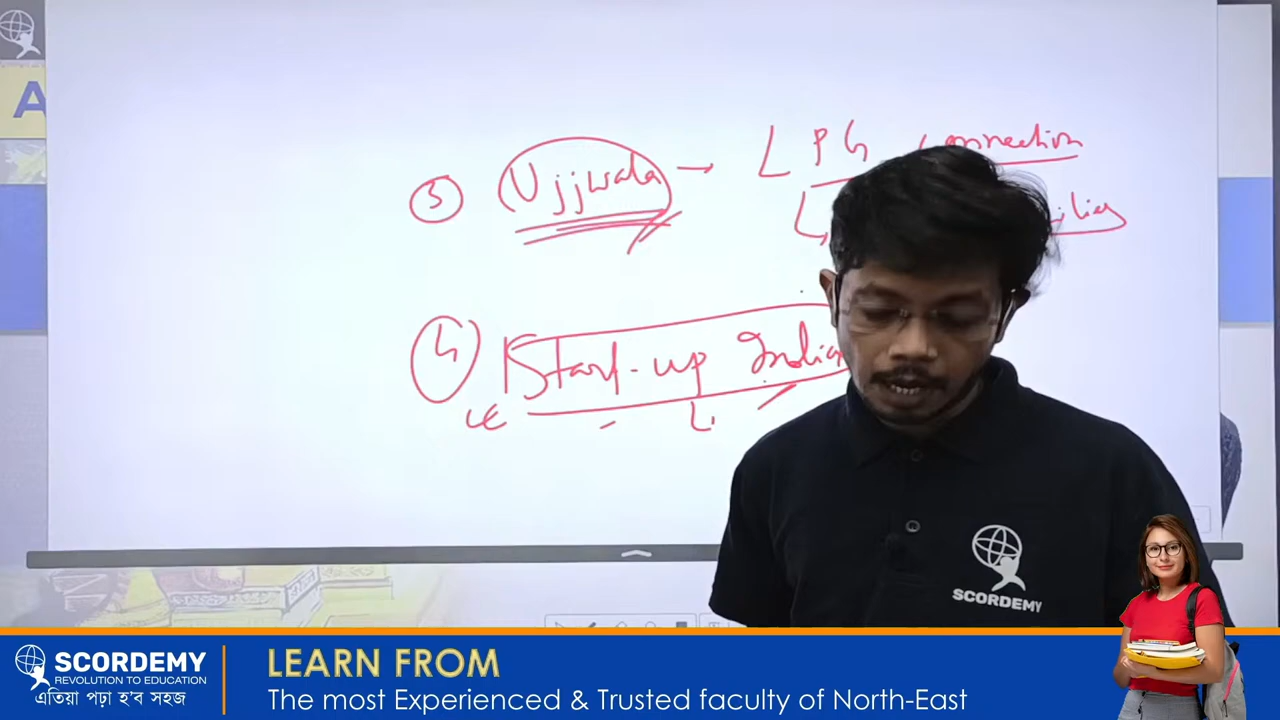 A
③ Ujjwala → LPG Connection
④ Start-up India
SCORDEMY
SCORDEMY
REVOLUTION TO EDUCATION
এতিয়া পঢ়া হ'ব সহজ
LEARN FROM
The most Experienced & Trusted faculty of North-East